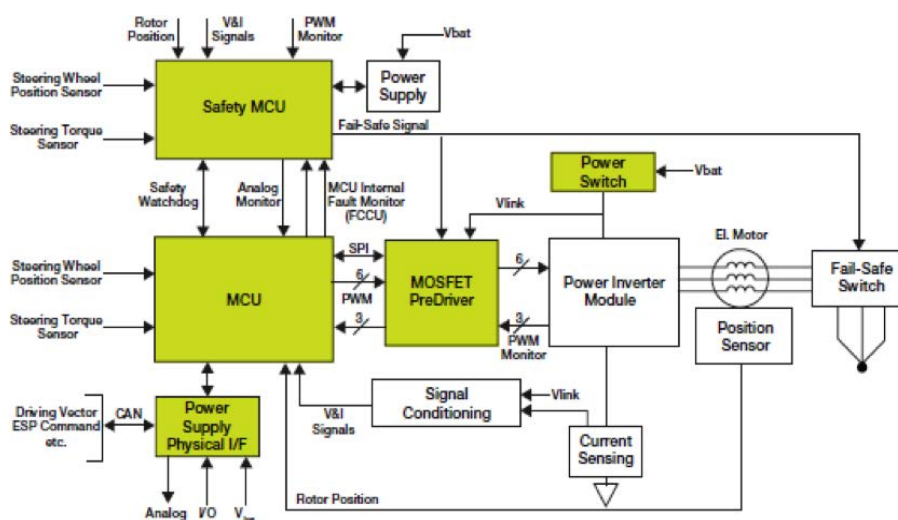 Rotor
Position
V&I
Signals
PWM
Monitor
Vbat
Steering Wheel
Position Sensor
Safety MCU
Power
Supply
Steering Torque
Sensor
Fail-Safe Signal
Power
Switch
Vbat
Safety
Watchdog
Analog
Monitor
MCU Internal
Fault Monitor
(FCCU)
Vlink
El. Motor
SPI
Steering Wheel
Position Sensor
MCU
6
PWM
MOSFET
PreDriver
6
Power Inverter
Module
Fail-Safe
Switch
Steering Torque
Sensor
3
3
PWM
Monitor
Position
Sensor
Signal
Conditioning
Vlink
V&I
Signals
Driving Vector
ESP Command
etc.
CAN
Power
Supply
Physical I/F
Current
Sensing
Rotor Position
Analog
I/O